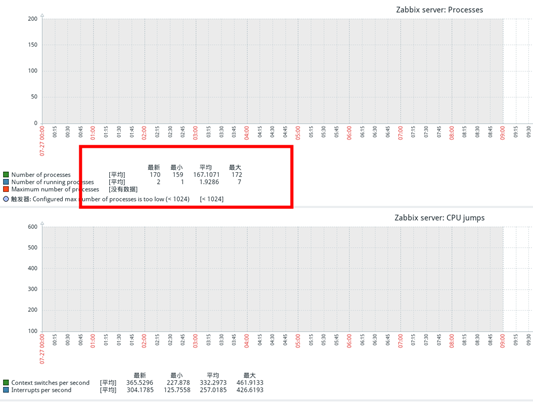 Zabbix server: Processes
200
150
100
50
0
07-27 00:00 00:15 00:30 00:45 01:00 01:15 01:30 01:45 02:00 02:15 02:30 02:45 03:00 03:15 03:30 03:45 04:00 04:15 04:30 04:45 05:00 05:15 05:30 05:45 06:00 06:15 06:30 06:45 07:00 07:15 07:30 07:45 08:00 08:15 08:30 08:45 09:00 09:15 09:30
最新 最小 平均 最大
Number of processes [平均] 170 159 167.1071 172
Number of running processes [平均] 2 1 1.9286 7
Maximum number of processes [没有数据]
触发器: Configured max number of processes is too low (< 1024) [< 1024]
Zabbix server: CPU jumps
600
500
400
300
200
100
07-27 00:00 00:15 00:30 00:45 01:00 01:15 01:30 01:45 02:00 02:15 02:30 02:45 03:00 03:15 03:30 03:45 04:00 04:15 04:30 04:45 05:00 05:15 05:30 05:45 06:00 06:15 06:30 06:45 07:00 07:15 07:30 07:45 08:00 08:15 08:30 08:45 09:00 09:15 09:30
最新 最小 平均 最大
Context switches per second [平均] 365.5296 227.878 332.2973 461.9133
Interrupts per second [平均] 304.1785 125.7558 257.0185 426.6193